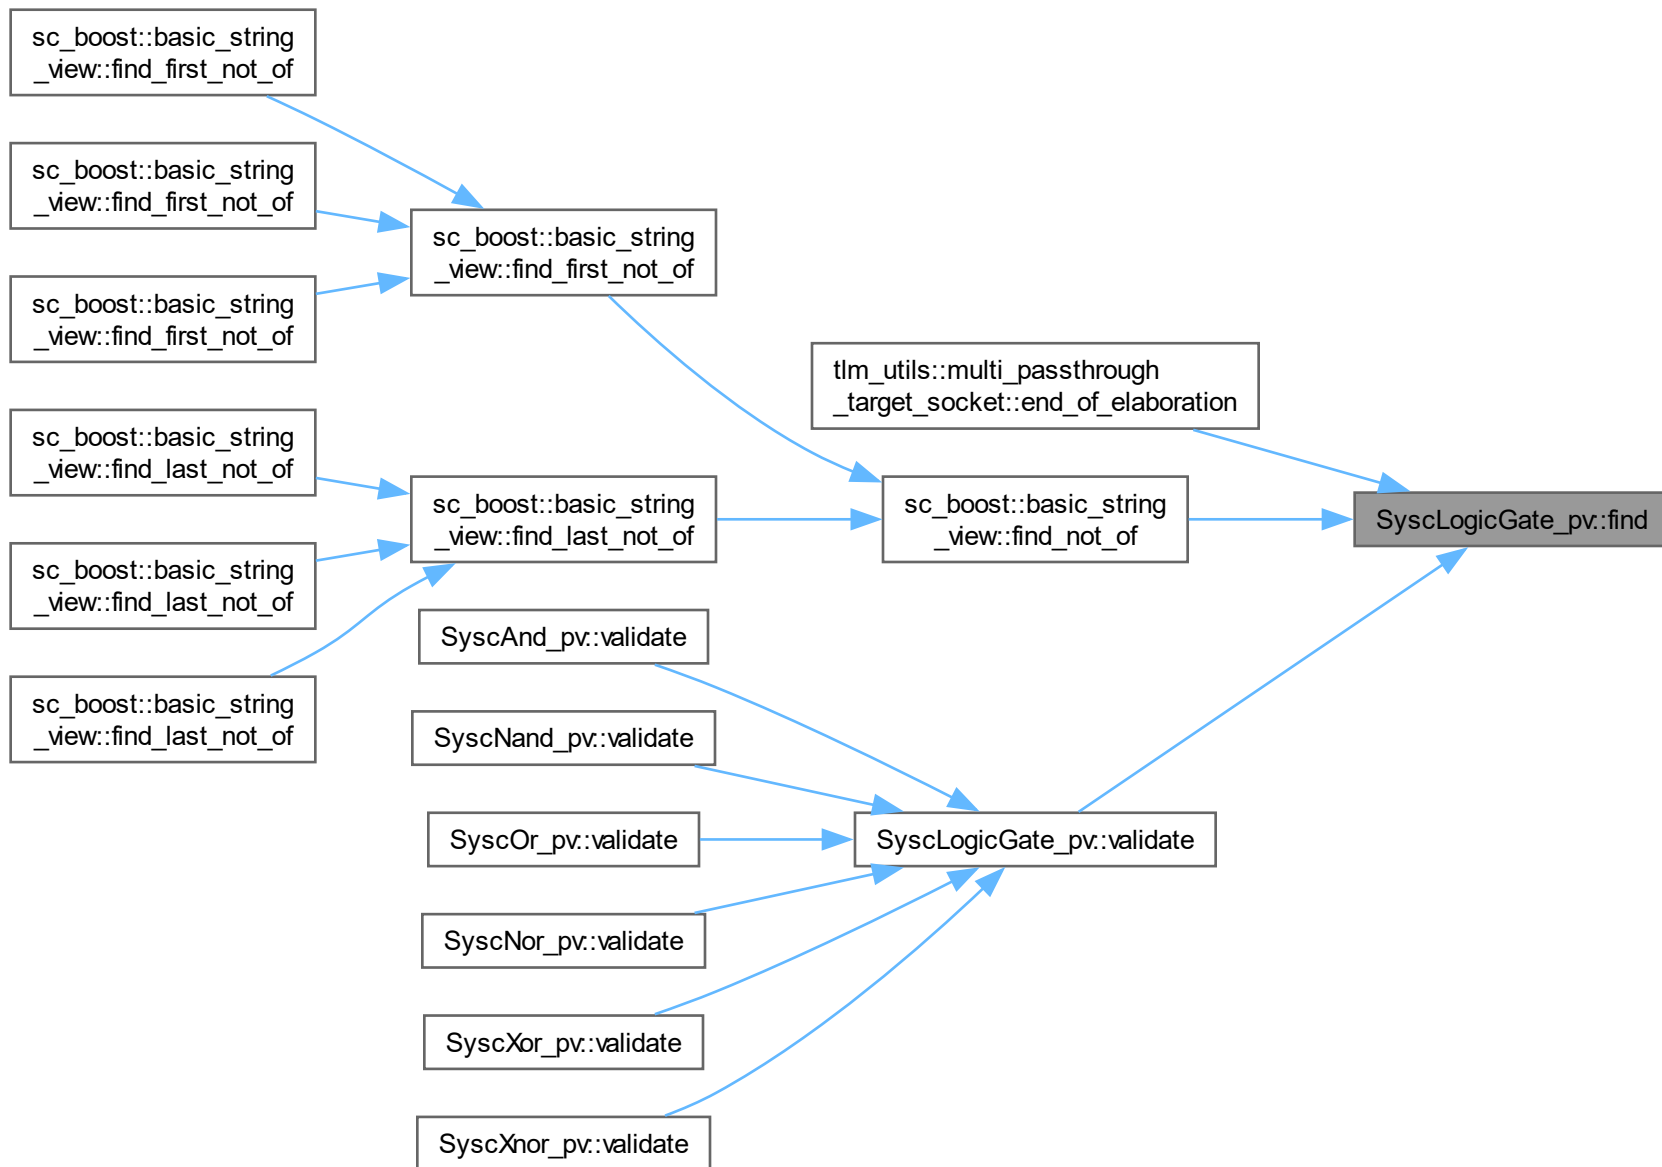 sc_boost::basic_string
_view::find_first_not_of
sc_boost::basic_string
_view::find_first_not_of
sc_boost::basic_string
_view::find_first_not_of
sc_boost::basic_string
_view::find_last_not_of
sc_boost::basic_string
_view::find_last_not_of
sc_boost::basic_string
_view::find_last_not_of
sc_boost::basic_string
_view::find_first_not_of
sc_boost::basic_string
_view::find_last_not_of
SyscAnd_pv::validate
SyscNand_pv::validate
SyscOr_pv::validate
SyscNor_pv::validate
SyscXor_pv::validate
SyscXnor_pv::validate
tlm_utils::multi_passthrough
_target_socket::end_of_elaboration
sc_boost::basic_string
_view::find_not_of
SyscLogicGate_pv::validate
SyscLogicGate_pv::find